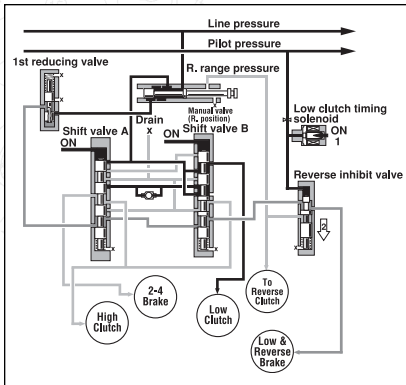 Line pressure
Pilot pressure
1st reducing valve
R. range pressure
Manual valve
(R. position)
Drain
x
Low clutch timing
solenoid
ON
1
Shift valve A
Shift valve B
ON
ON
Reverse inhibit valve
x
x
x
x
x
x
2
2-4
Brake
High
Clutch
Low
Clutch
To
Reverse
Clutch
Low &
Reverse
Brake